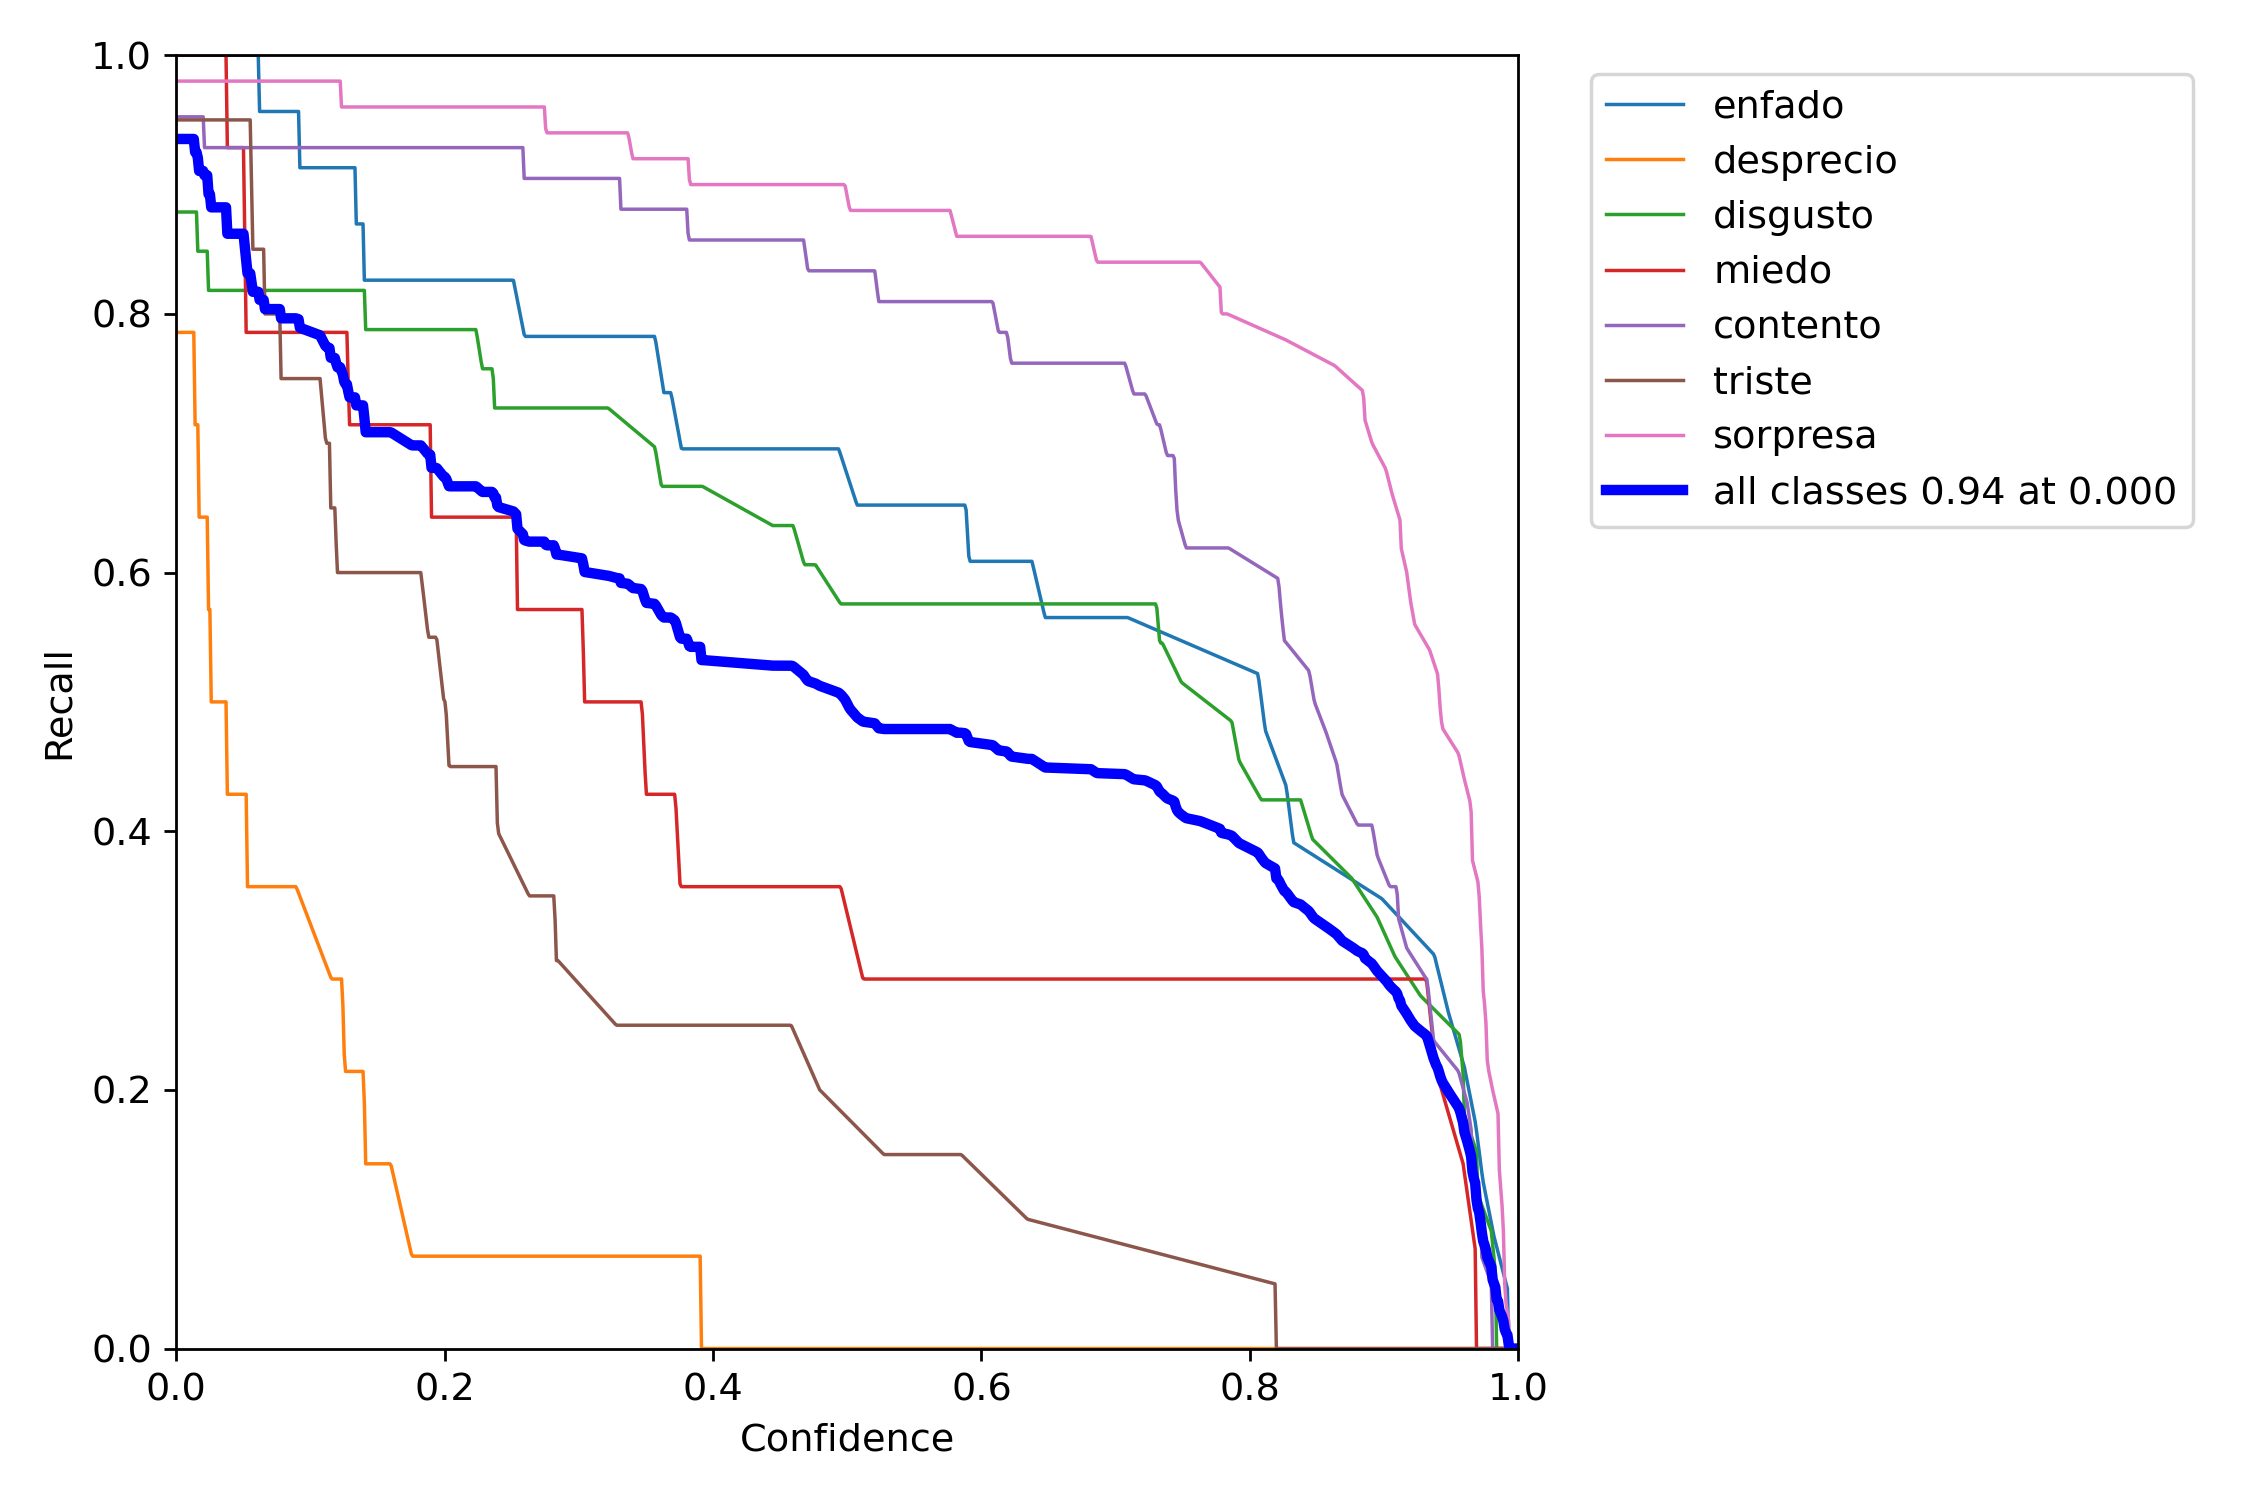 1.0
0.8
0.6
0.4
0.2
0.0
Recall
0.0 0.2 0.4 0.6 0.8 1.0
Confidence
enfado
desprecio
disgusto
miedo
contento
triste
sorpresa
all classes 0.94 at 0.000